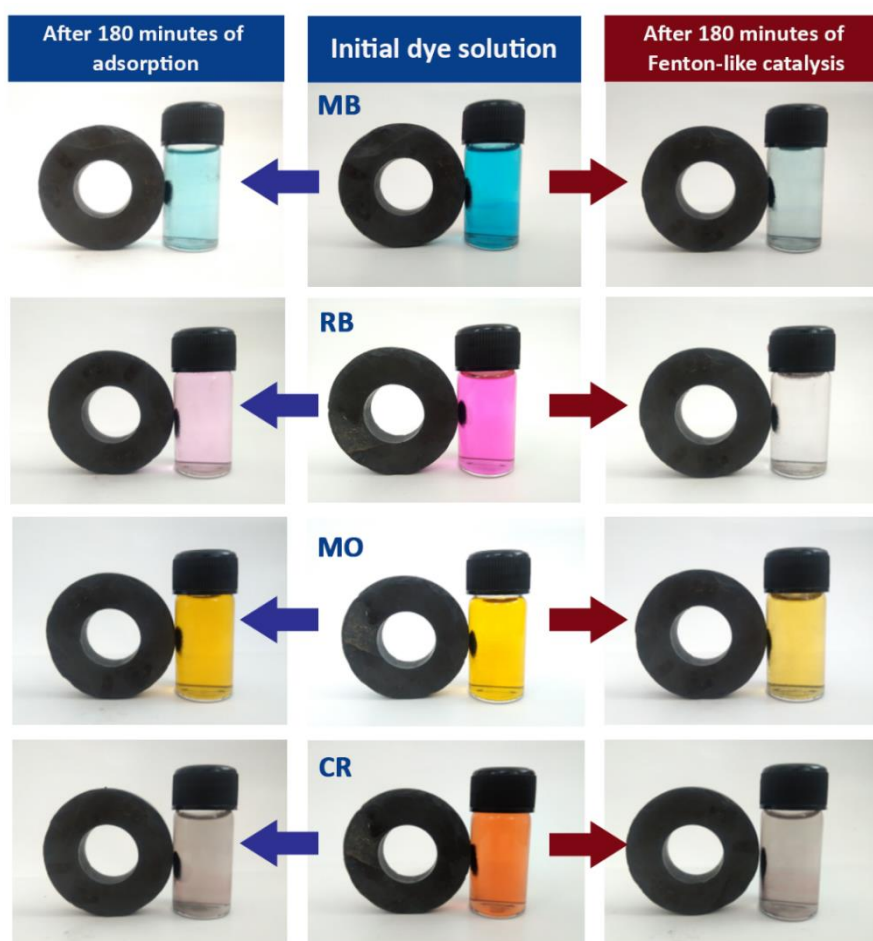 After 180 minutes of
adsorption
Initial dye solution
After 180 minutes of
Fenton-like catalysis
MB
RB
MO
CR